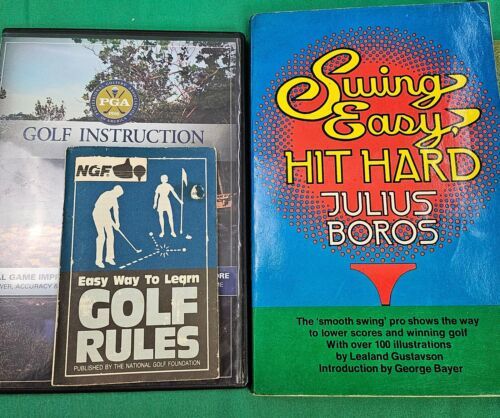 PGA
GOLF INSTRUCTION
NGF
Easy Way To Learn
GOLF
RULES
PUBLISHED BY THE NATIONAL GOLF FOUNDATION
Swing
Easy,
HIT HARD
JULIUS
BOROS
The 'smooth swing' pro shows the way
to lower scores and winning golf
With over 100 illustrations
by Lealand Gustavson
Introduction by George Bayer